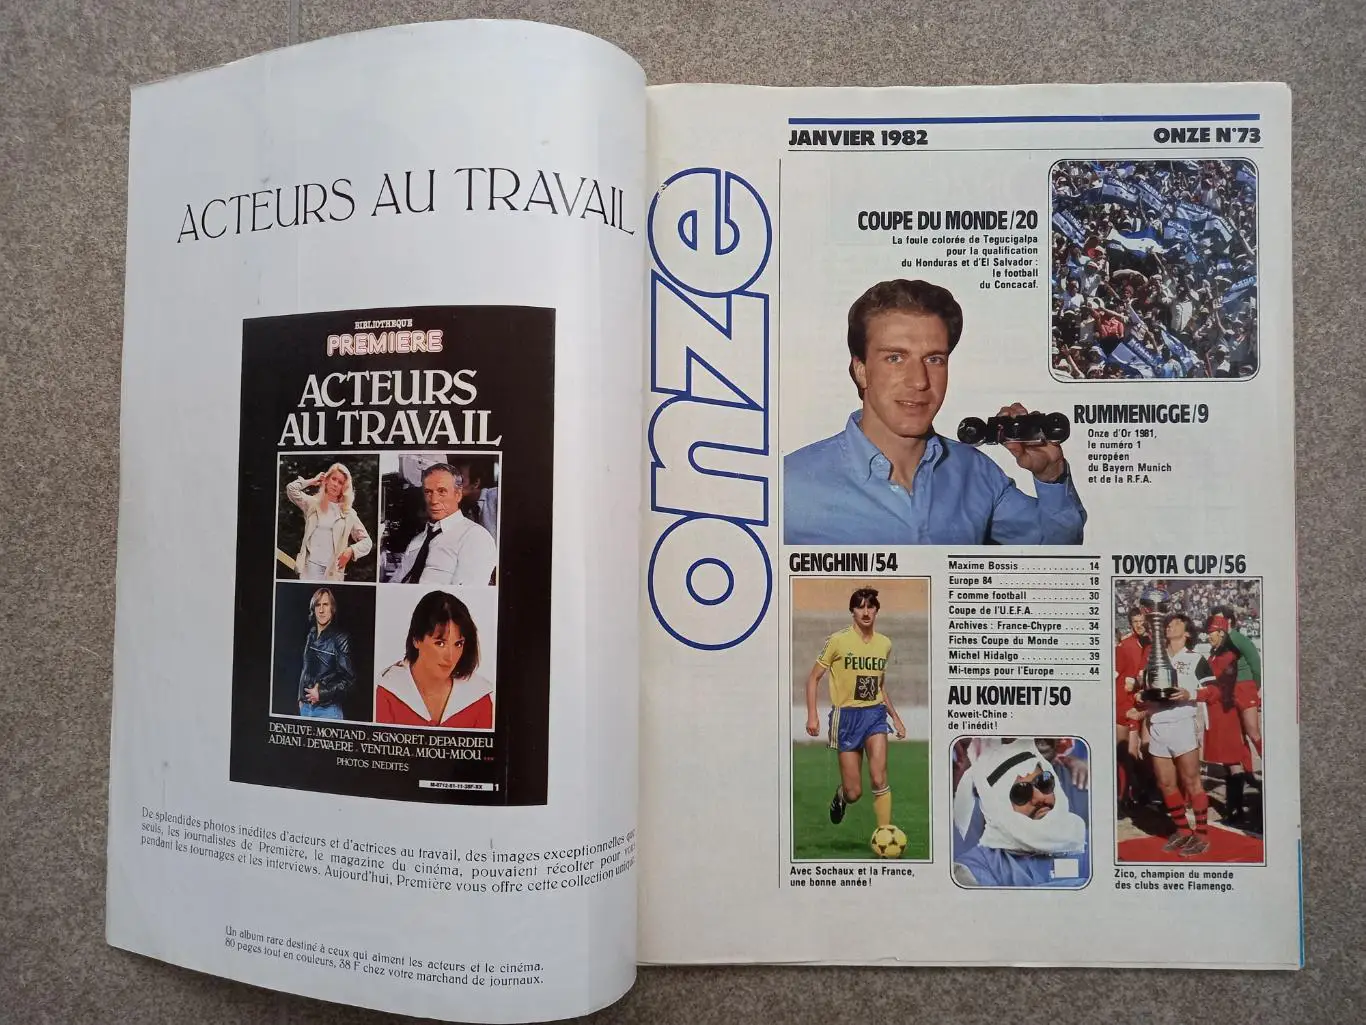 ACTEURS AU TRAVAIL
BIBLIOTHEQUE
PREMIERE
ACTEURS
AU TRAVAIL
DENEUVE . MONTAND . SIGNORET . DEPARDIEU
ADJANI . DEWAERE . VENTURA . MIOU-MIOU ...
PHOTOS INEDITES
M-6712-81-11-38F-RX 1
De splendides photos inédites d'acteurs et d'actrices au travail, des images exceptionnelles que
seuls, les journalistes de Première, le magazine du cinéma, pouvaient récolter pour vous
pendant les tournages et les interviews. Aujourd'hui, Première vous offre cette collection unique.
Un album rare destiné à ceux qui aiment les acteurs et le cinéma.
80 pages tout en couleurs, 38 F chez votre marchand de journaux.
onze
JANVIER 1982 ONZE N°73
COUPE DU MONDE/20
La foule colorée de Tegucigalpa
pour la qualification
du Honduras et d'El Salvador :
le football
du Concacaf.
RUMMENIGGE/9
Onze d'Or 1981,
le numéro 1
européen
du Bayern Munich
et de la R.F.A.
GENGHINI/54
PEUGEOT
Avec Sochaux et la France,
une bonne année !
Maxime Bossis ........... 14
Europe 84 ............... 18
F comme football ......... 30
Coupe de l'U.E.F.A. ....... 32
Archives : France-Chypre .. 34
Fiches Coupe du Monde ... 35
Michel Hidalgo ........... 39
Mi-temps pour l'Europe ..... 44
AU KOWEIT/50
Koweit-Chine :
de l'inédit !
TOYOTA CUP/56
Zico, champion du monde
des clubs avec Flamengo.